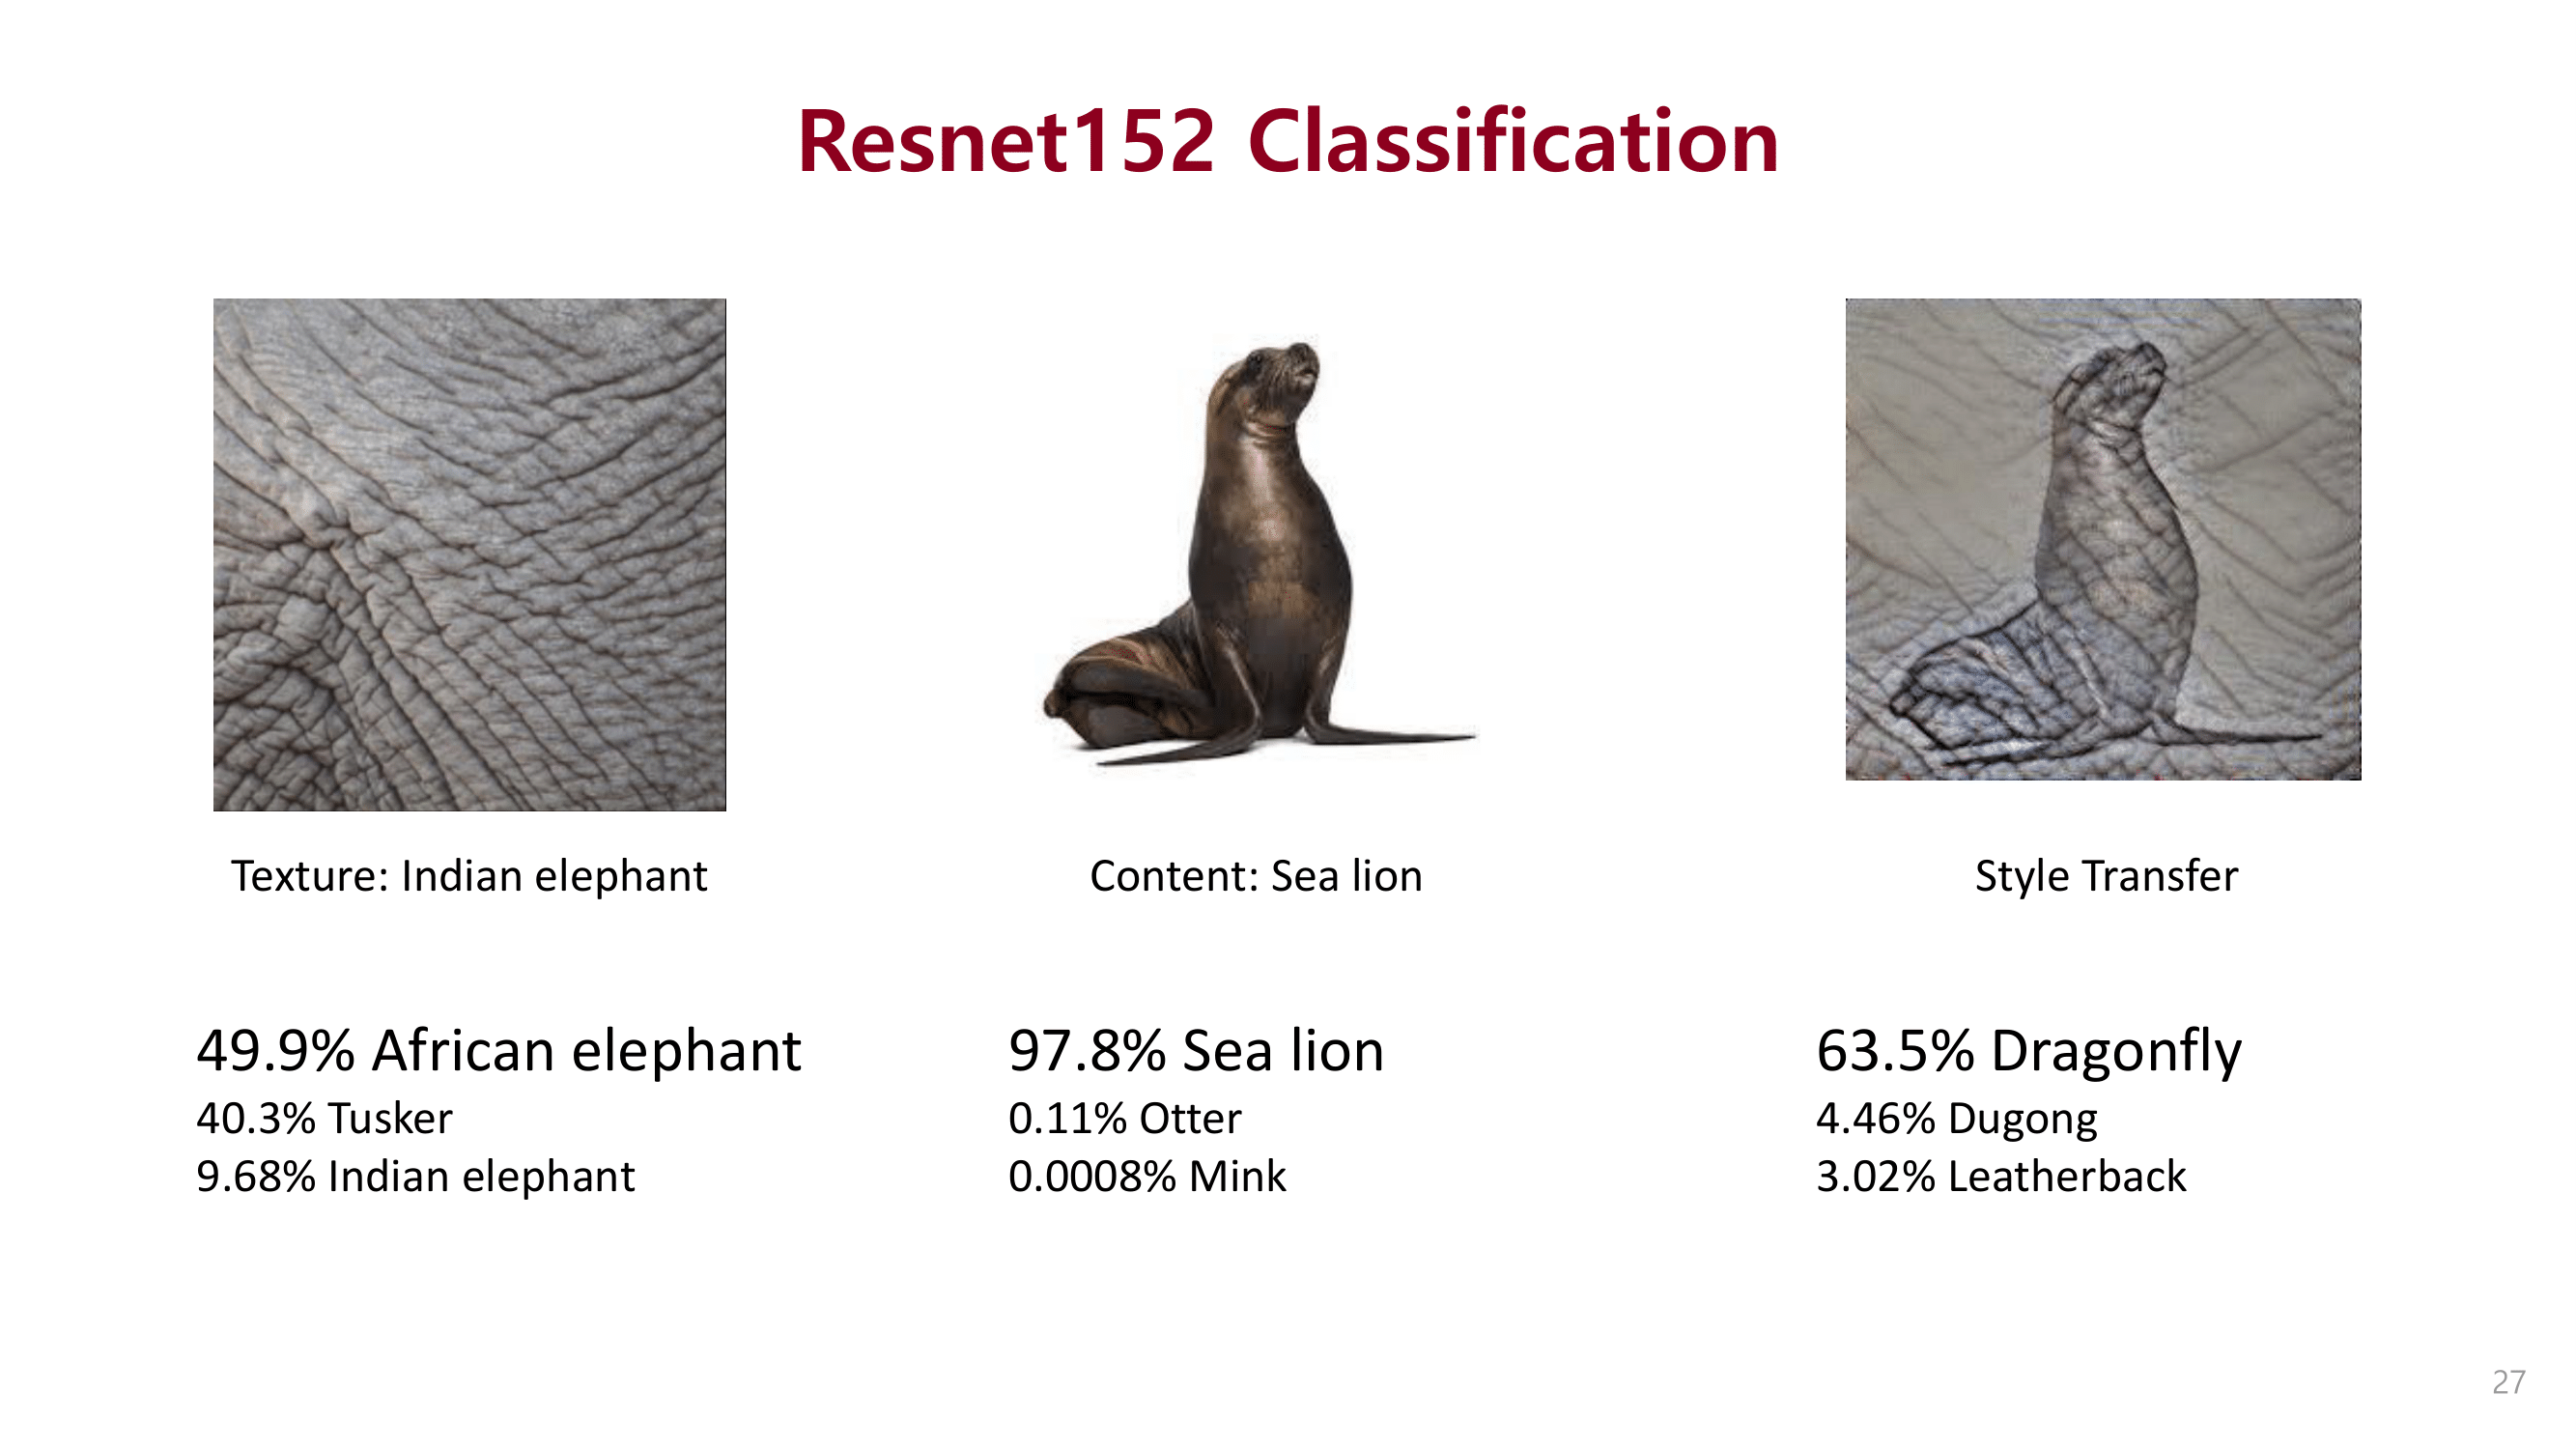 Resnet152 Classification
Texture: Indian elephant
Content: Sea lion
Style Transfer
49.9% African elephant
40.3% Tusker
9.68% Indian elephant
97.8% Sea lion
0.11% Otter
0.0008% Mink
63.5% Dragonfly
4.46% Dugong
3.02% Leatherback
27